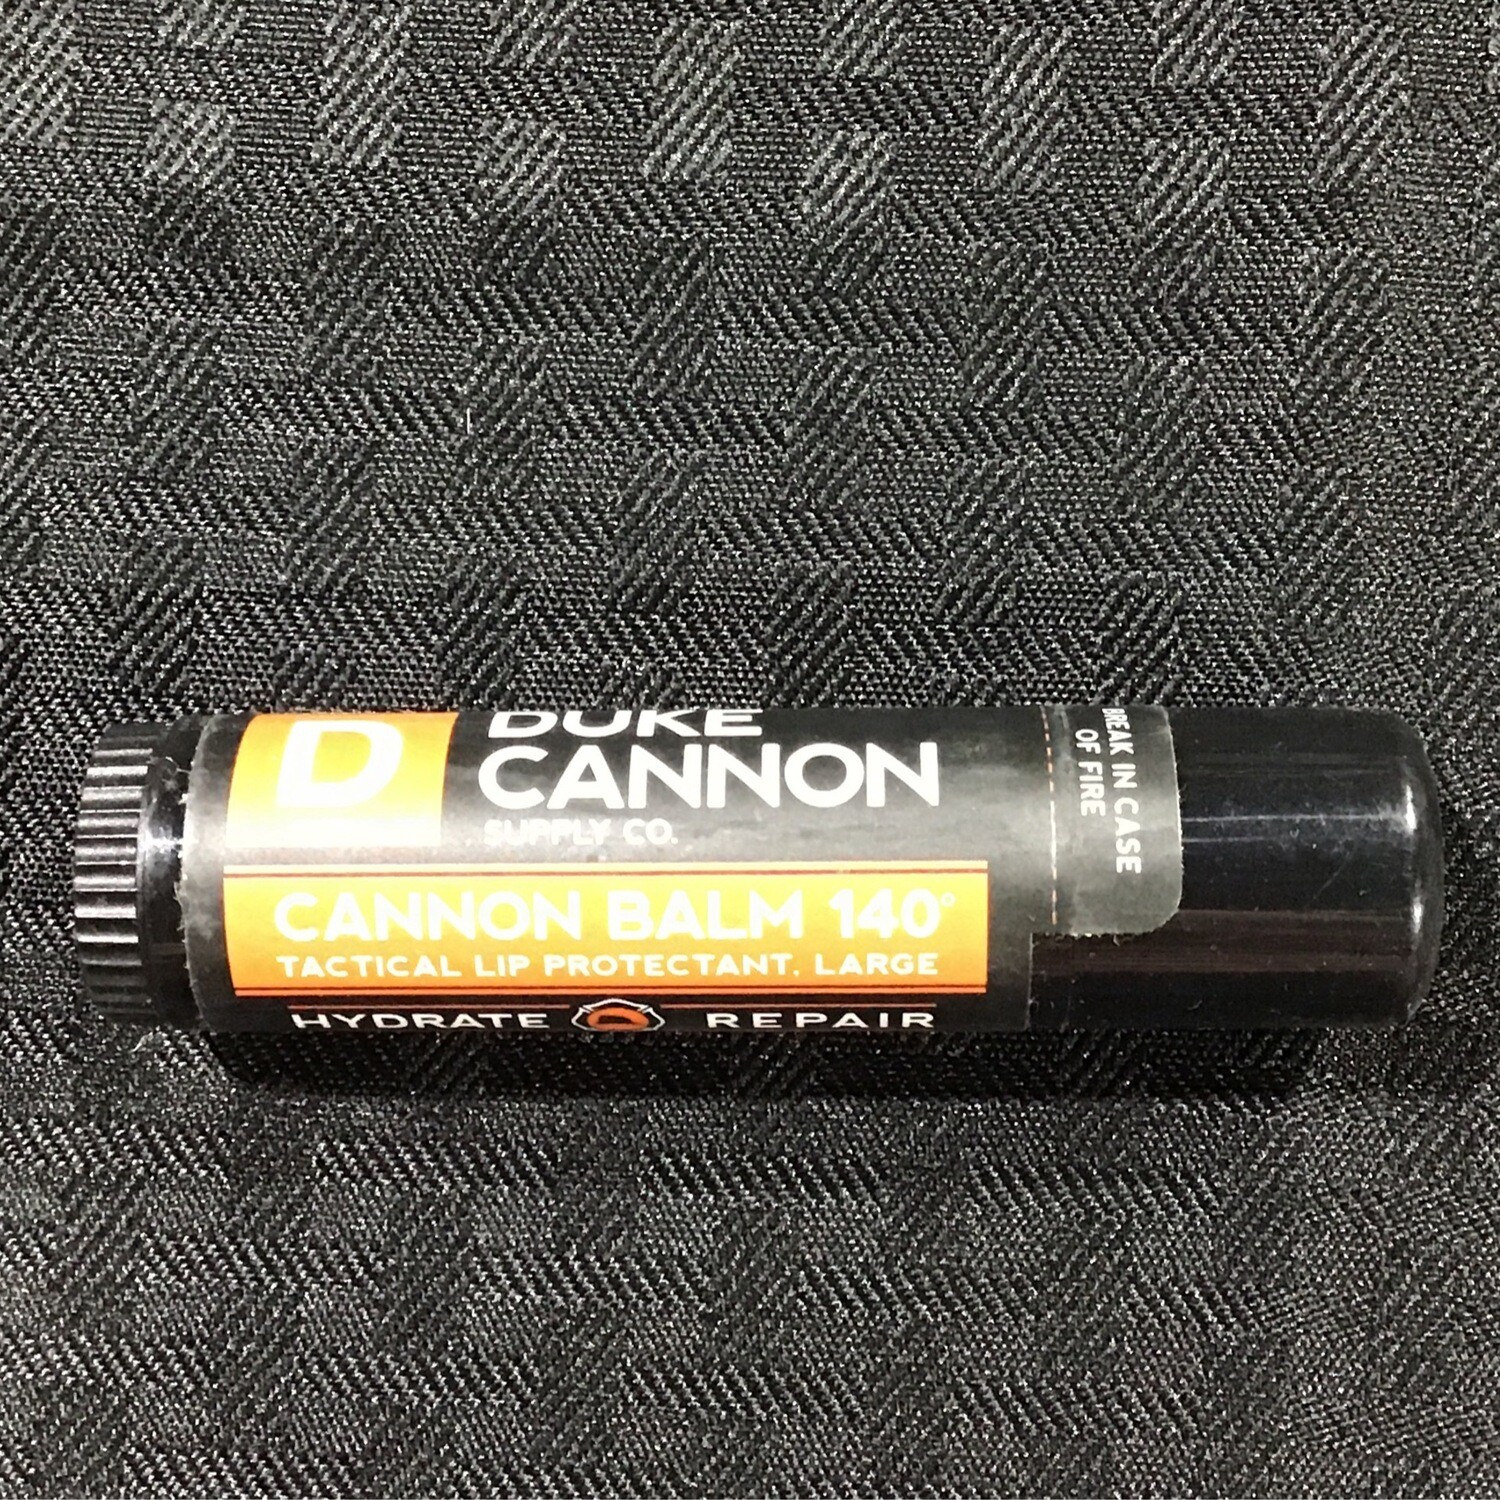 D
DUKE
CANNON
SUPPLY CO.
CANNON BALM 140°
TACTICAL LIP PROTECTANT. LARGE
HYDRATE REPAIR
BREAK IN CASE
OF FIRE